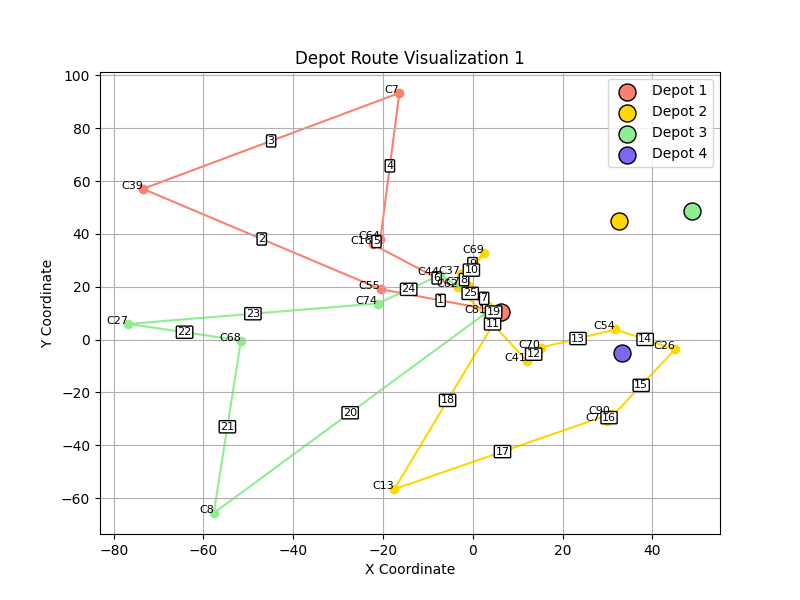 Depot Route Visualization 1
Y Coordinate
X Coordinate
100
80
60
40
20
0
−20
−40
−60
−80
−60
−40
−20
0
20
40
Depot 1
Depot 2
Depot 3
Depot 4
C7
3
4
C39
2
C64
C16
5
C69
9
10
C37
C44
6
8
C55
24
25
1
7
C74
23
C81
19
11
C27
22
C68
C54
13
14
C26
C70
12
C41
15
18
20
21
C90
16
17
C13
C8